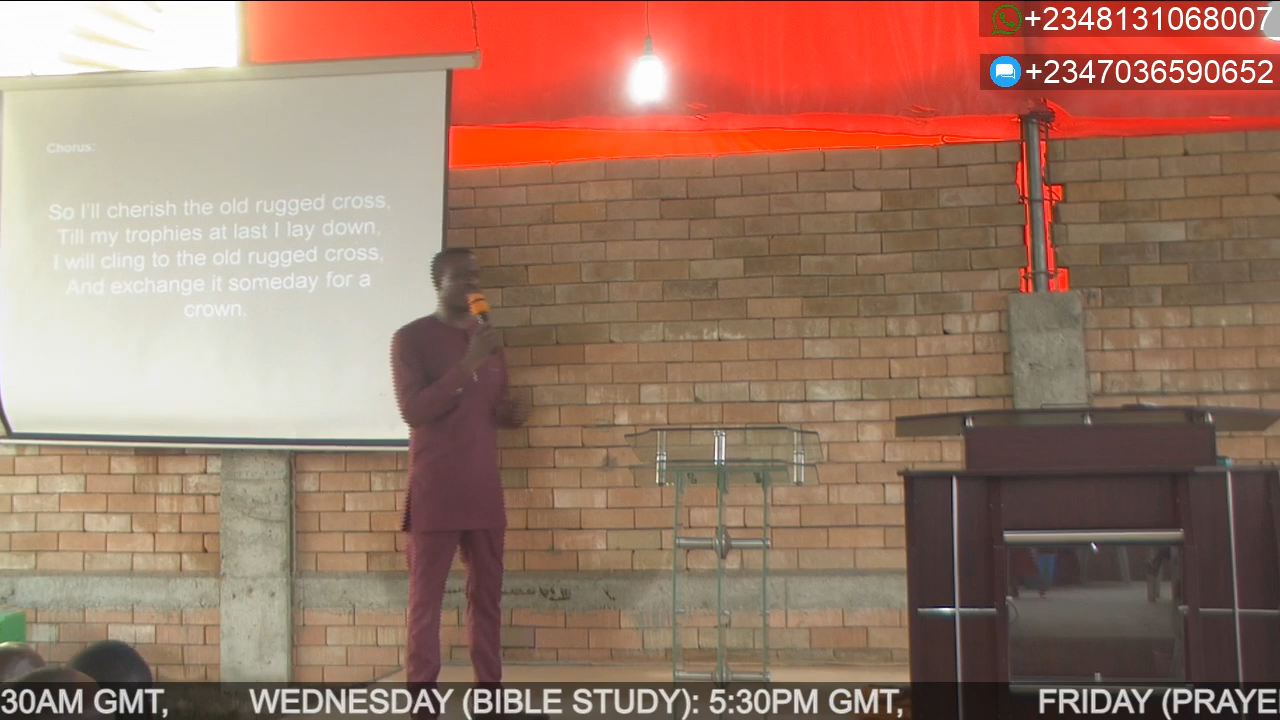 +2348131068007
+2347036590652
Chorus:
So I'll cherish the old rugged cross,
Till my trophies at last I lay down,
I will cling to the old rugged cross,
And exchange it someday for a
crown.
30AM GMT, WEDNESDAY (BIBLE STUDY): 5:30PM GMT, FRIDAY (PRAYE